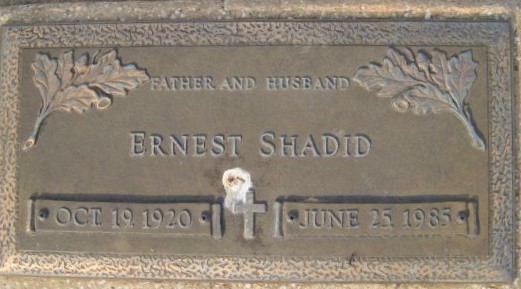 FATHER AND HUSBAND
ERNEST SHADID
OCT. 19, 1920 JUNE 25, 1985